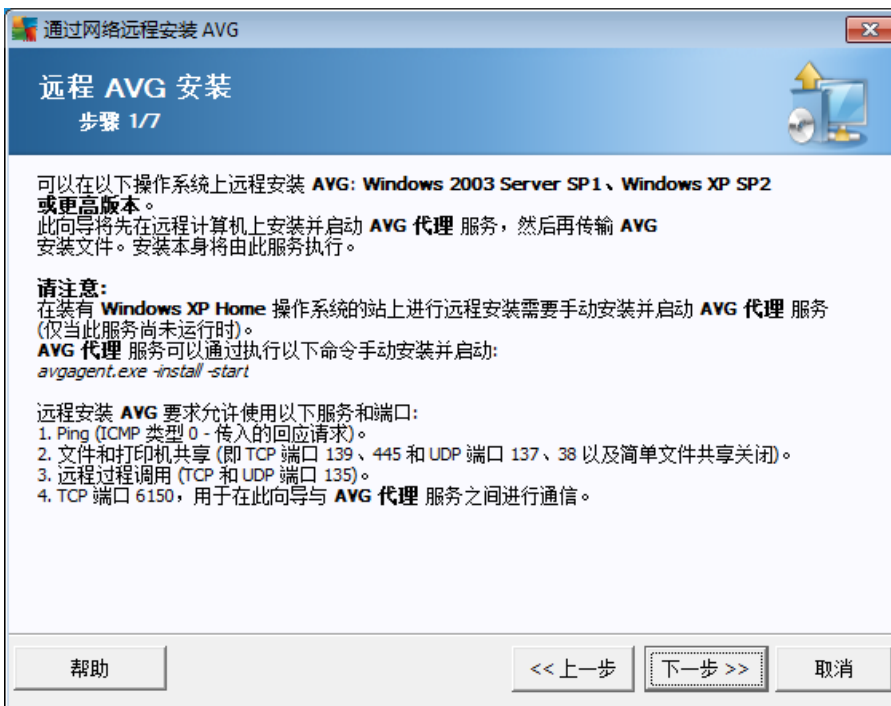 通过网络远程安装 AVG
远程 AVG 安装
步骤 1/7
可以在以下操作系统上远程安装 AVG: Windows 2003 Server SP1、Windows XP SP2
或更高版本。
此向导将先在远程计算机上安装并启动 AVG 代理 服务，然后再传输 AVG
安装文件。安装本身将由此服务执行。
请注意:
在装有 Windows XP Home 操作系统的站上进行远程安装需要手动安装并启动 AVG 代理 服务
(仅当此服务尚未运行时)。
AVG 代理 服务可以通过执行以下命令手动安装并启动:
avgagent.exe -install -start
远程安装 AVG 要求允许使用以下服务和端口:
1. Ping (ICMP 类型 0 - 传入的回应请求)。
2. 文件和打印机共享 (即 TCP 端口 139、445 和 UDP 端口 137、38 以及简单文件共享关闭)。
3. 远程过程调用 (TCP 和 UDP 端口 135)。
4. TCP 端口 6150，用于在此向导与 AVG 代理 服务之间进行通信。
帮助
<< 上一步
下一步 >>
取消